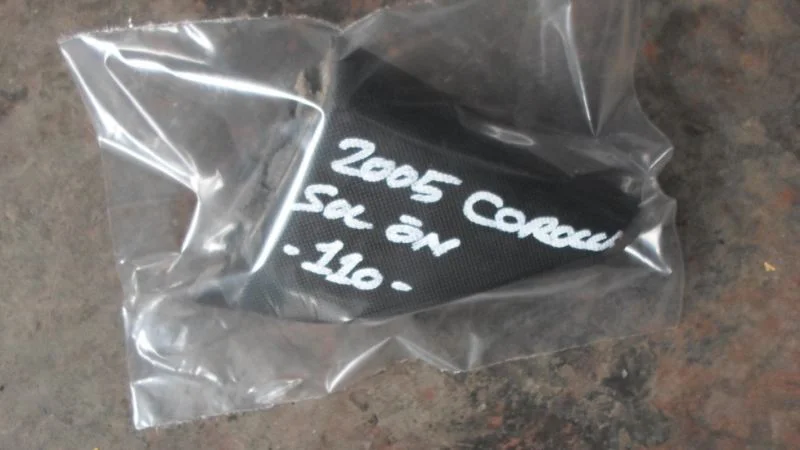 2005 COROLLA
SOL ÖN
-110-